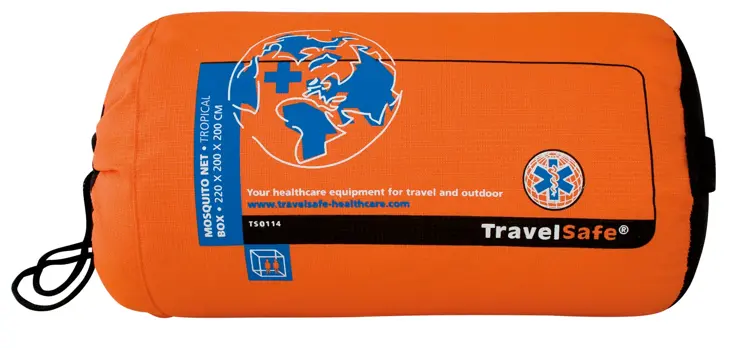 MOSQUITO NET • TROPICAL
BOX • 220 X 200 X 200 CM
Your healthcare equipment for travel and outdoor
www.travelsafe-healthcare.com
TS0114
TravelSafe®